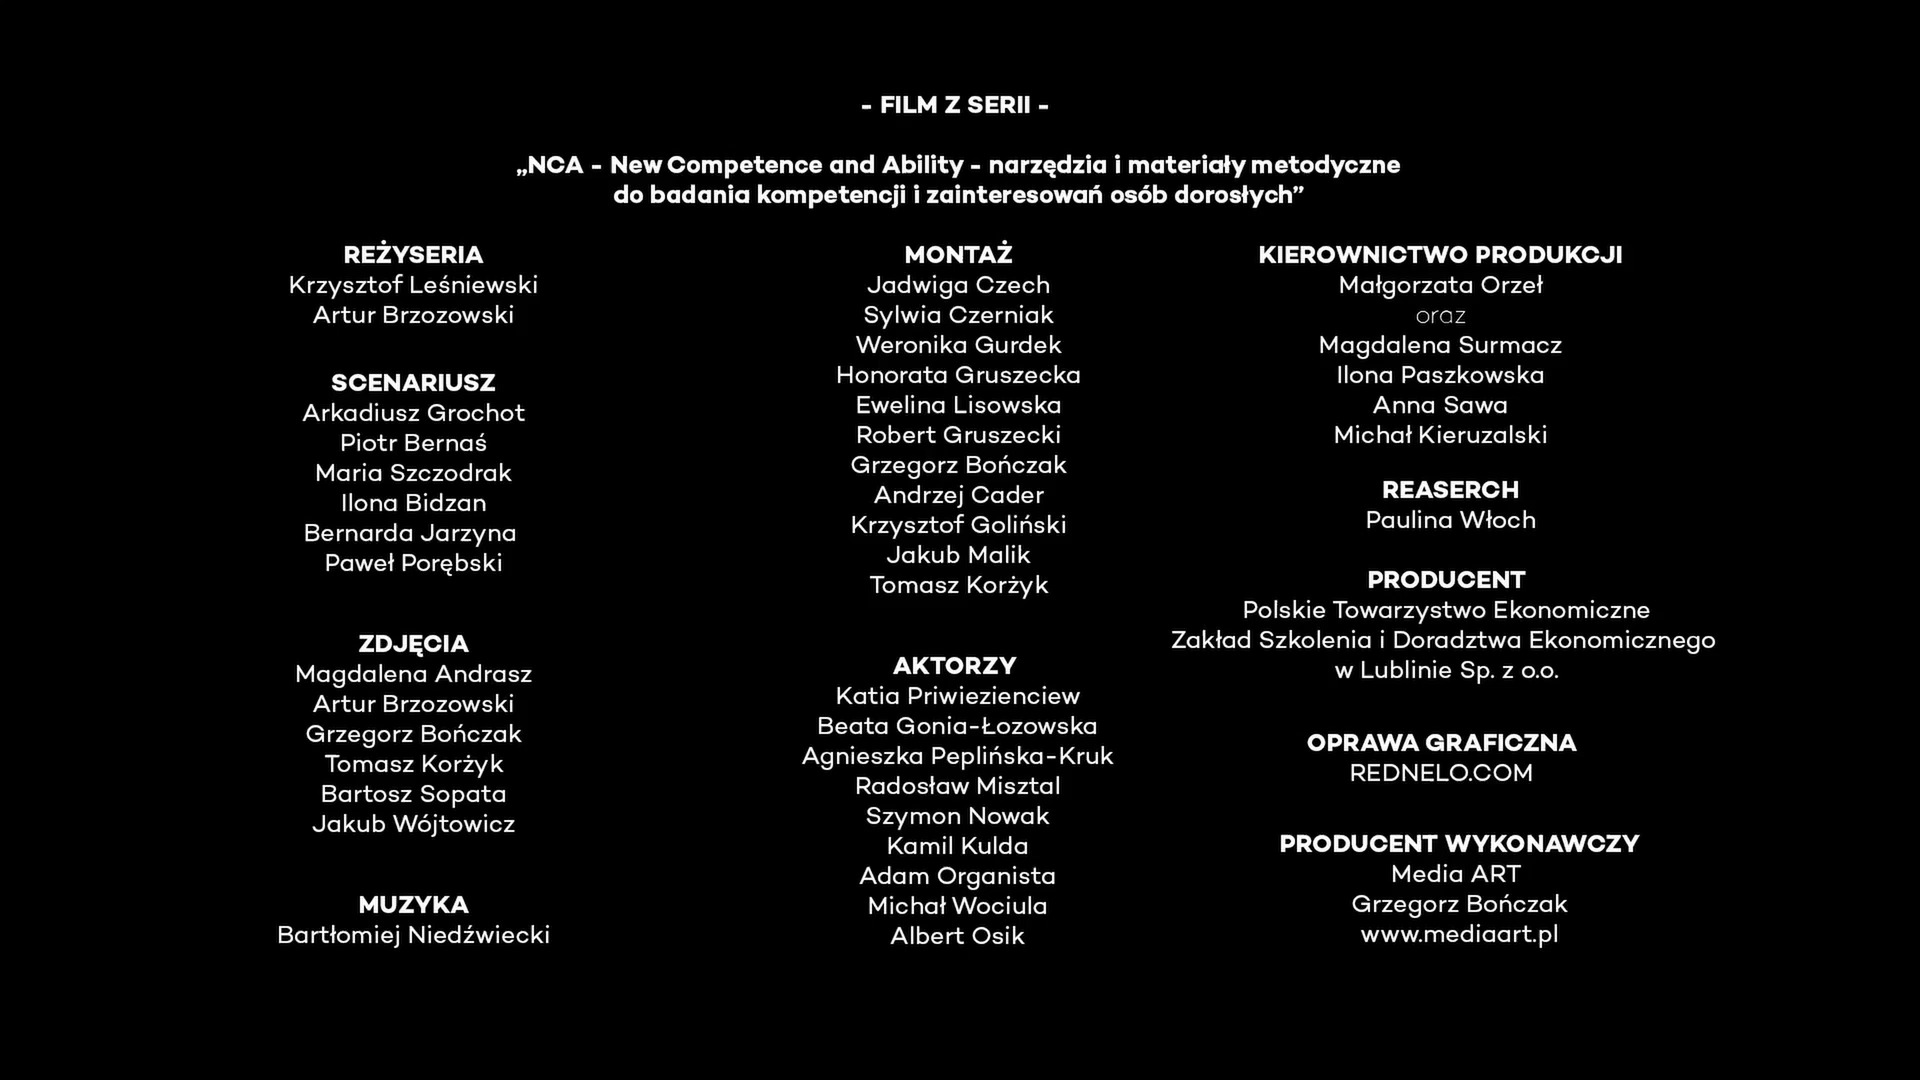 - FILM Z SERII -
„NCA - New Competence and Ability - narzędzia i materiały metodyczne
do badania kompetencji i zainteresowań osób dorosłych”
REŻYSERIA
Krzysztof Leśniewski
Artur Brzozowski
SCENARIUSZ
Arkadiusz Grochot
Piotr Bernaś
Maria Szczodrak
Ilona Bidzan
Bernarda Jarzyna
Paweł Porębski
ZDJĘCIA
Magdalena Andrasz
Artur Brzozowski
Grzegorz Bończak
Tomasz Korżyk
Bartosz Sopata
Jakub Wójtowicz
MUZYKA
Bartłomiej Niedźwiecki
MONTAŻ
Jadwiga Czech
Sylwia Czerniak
Weronika Gurdek
Honorata Gruszecka
Ewelina Lisowska
Robert Gruszecki
Grzegorz Bończak
Andrzej Cader
Krzysztof Goliński
Jakub Malik
Tomasz Korżyk
AKTORZY
Katia Priwiezienciew
Beata Gonia-Łozowska
Agnieszka Peplińska-Kruk
Radosław Misztal
Szymon Nowak
Kamil Kulda
Adam Organista
Michał Wociula
Albert Osik
KIEROWNICTWO PRODUKCJI
Małgorzata Orzeł
oraz
Magdalena Surmacz
Ilona Paszkowska
Anna Sawa
Michał Kieruzalski
REASERCH
Paulina Włoch
PRODUCENT
Polskie Towarzystwo Ekonomiczne
Zakład Szkolenia i Doradztwa Ekonomicznego
w Lublinie Sp. z o.o.
OPRAWA GRAFICZNA
REDNELO.COM
PRODUCENT WYKONAWCZY
Media ART
Grzegorz Bończak
www.mediaart.pl